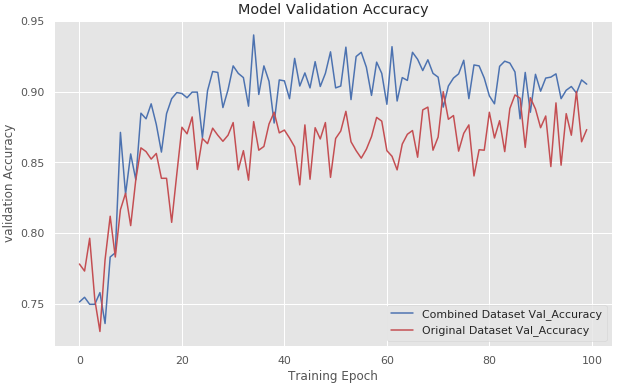 Model Validation Accuracy
0.95
0.90
0.85
0.80
0.75
validation Accuracy
0
20
40
60
80
100
Training Epoch
Combined Dataset Val_Accuracy
Original Dataset Val_Accuracy